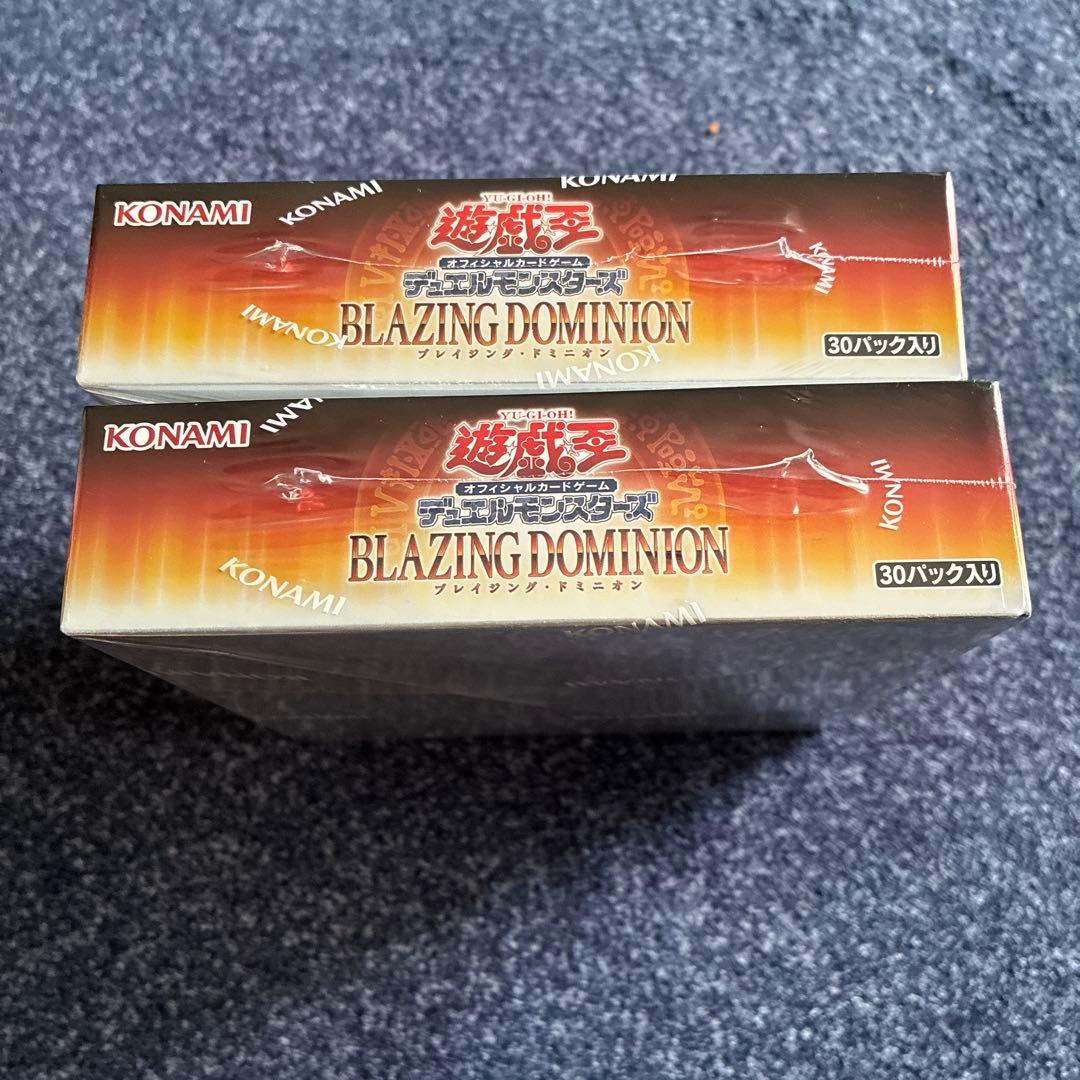 KONAMI
KONAMI
KONAMI
YU-GI-OH!
遊戯王
オフィシャルカードゲーム
デュエルモンスターズ
KONAMI
KONAMI
BLAZING DOMINION
ブレイジング・ドミニオン
KONAMI
30パック入り
KONAMI
KONAMI
YU-GI-OH!
遊戯王
オフィシャルカードゲーム
デュエルモンスターズ
KONAMI
BLAZING DOMINION
ブレイジング・ドミニオン
KONAMI
30パック入り
KONAMI